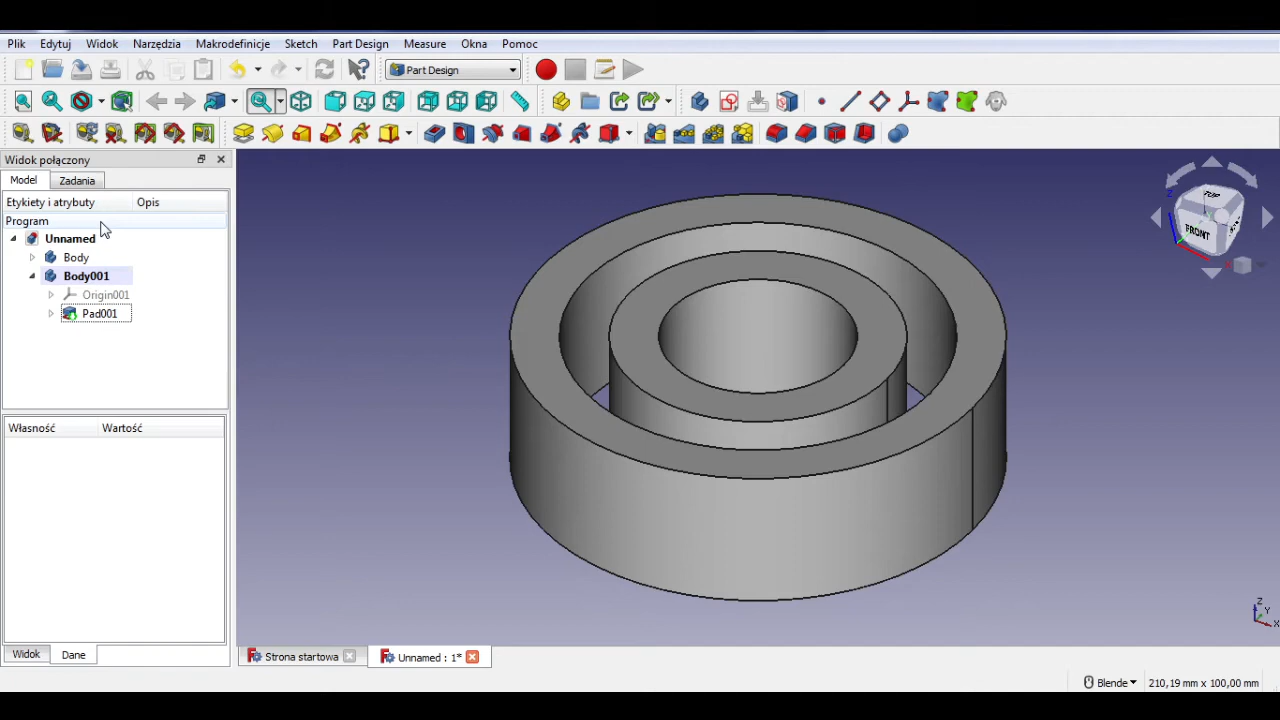 Plik Edytuj Widok Narzędzia Makrodefinicje Sketch Part Design Measure Okna Pomoc
Part Design
Widok połączony
Model Zadania
Etykiety i atrybuty Opis
Program
Unnamed
Body
Body001
Origin001
Pad001
Własność Wartość
Widok Dane
TOP
FRONT
Z
X
Z
Y
X
Strona startowa Unnamed : 1*
Blende 210,19 mm x 100,00 mm